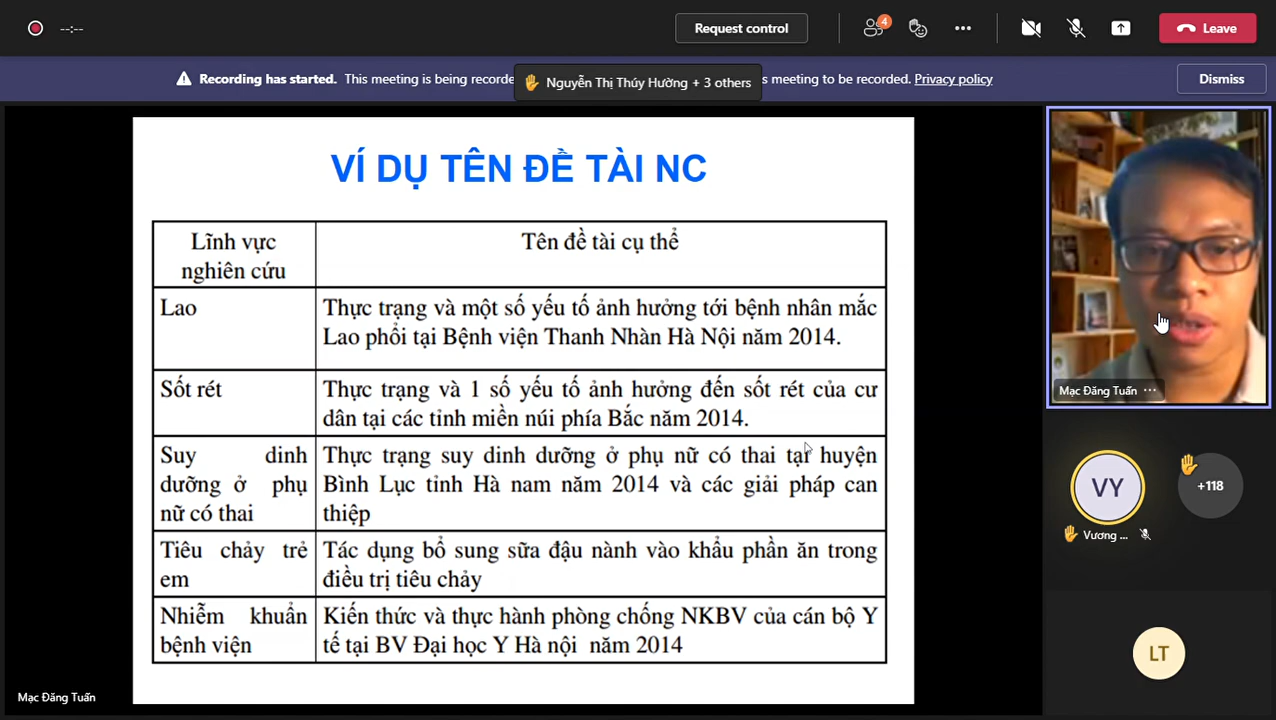 --:--
Request control
4
Leave
Recording has started. This meeting is being recorde
Nguyễn Thị Thúy Hường + 3 others
s meeting to be recorded. Privacy policy
Dismiss
VÍ DỤ TÊN ĐỀ TÀI NC
Lĩnh vực
nghiên cứu
Tên đề tài cụ thể
Lao
Thực trạng và một số yếu tố ảnh hưởng tới bệnh nhân mắc
Lao phổi tại Bệnh viện Thanh Nhàn Hà Nội năm 2014.
Sốt rét
Thực trạng và 1 số yếu tố ảnh hưởng đến sốt rét của cư
dân tại các tỉnh miền núi phía Bắc năm 2014.
Suy dinh
dưỡng ở phụ
nữ có thai
Thực trạng suy dinh dưỡng ở phụ nữ có thai tại huyện
Bình Lục tỉnh Hà nam năm 2014 và các giải pháp can
thiệp
Tiêu chảy trẻ
em
Tác dụng bổ sung sữa đậu nành vào khẩu phần ăn trong
điều trị tiêu chảy
Nhiễm khuẩn
bệnh viện
Kiến thức và thực hành phòng chống NKBV của cán bộ Y
tế tại BV Đại học Y Hà nội năm 2014
Mạc Đăng Tuấn
Mạc Đăng Tuấn ...
VY
+118
Vương ...
LT